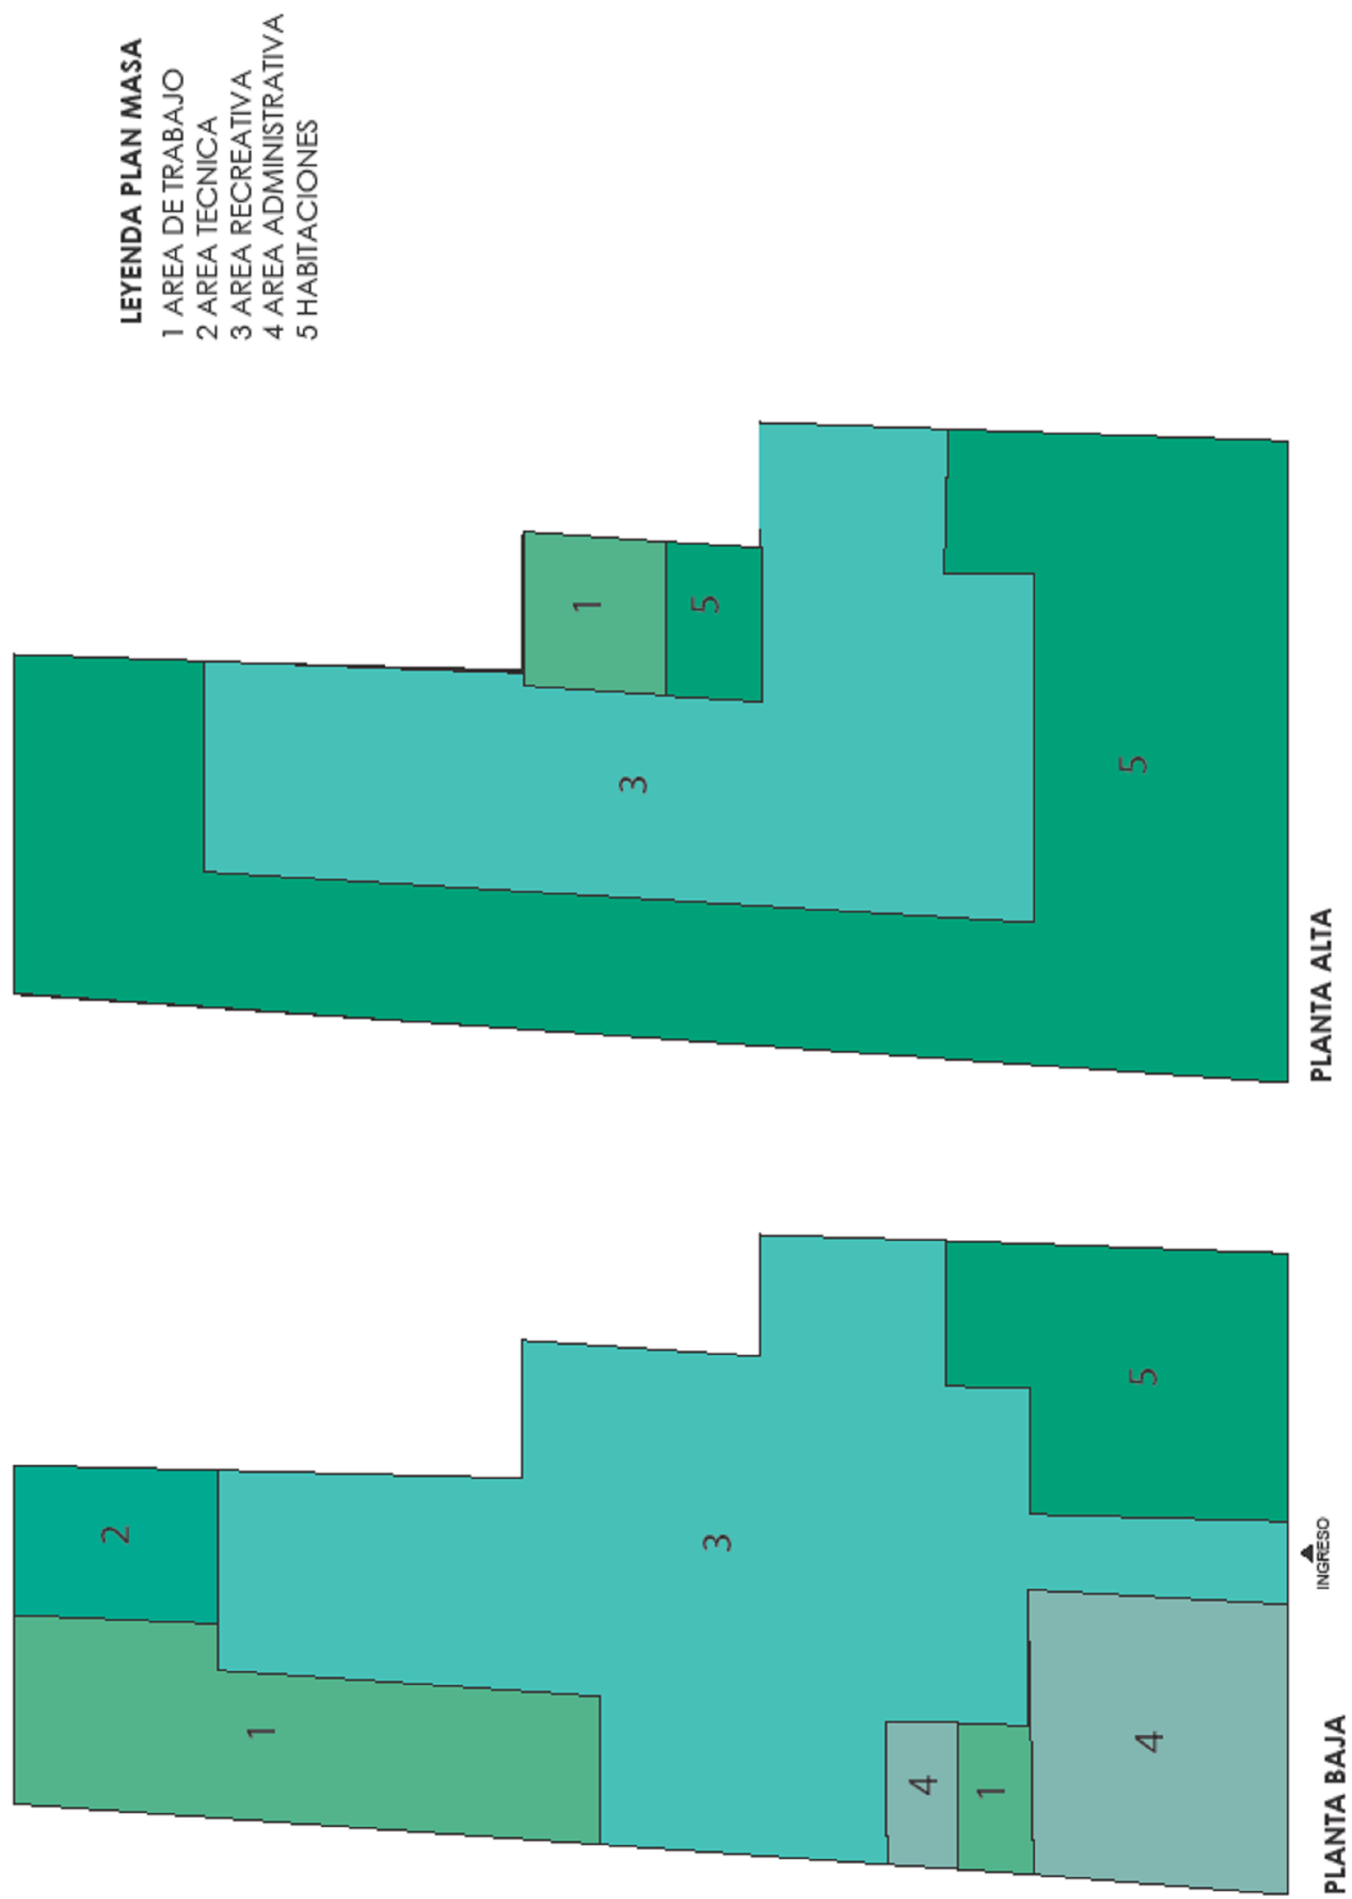 LEYENDA PLAN MASA
1 AREA DE TRABAJO
2 AREA TECNICA
3 AREA RECREATIVA
4 AREA ADMINISTRATIVA
5 HABITACIONES
2
1
3
4
1
4
5
INGRESO
PLANTA BAJA
1
5
3
5
PLANTA ALTA